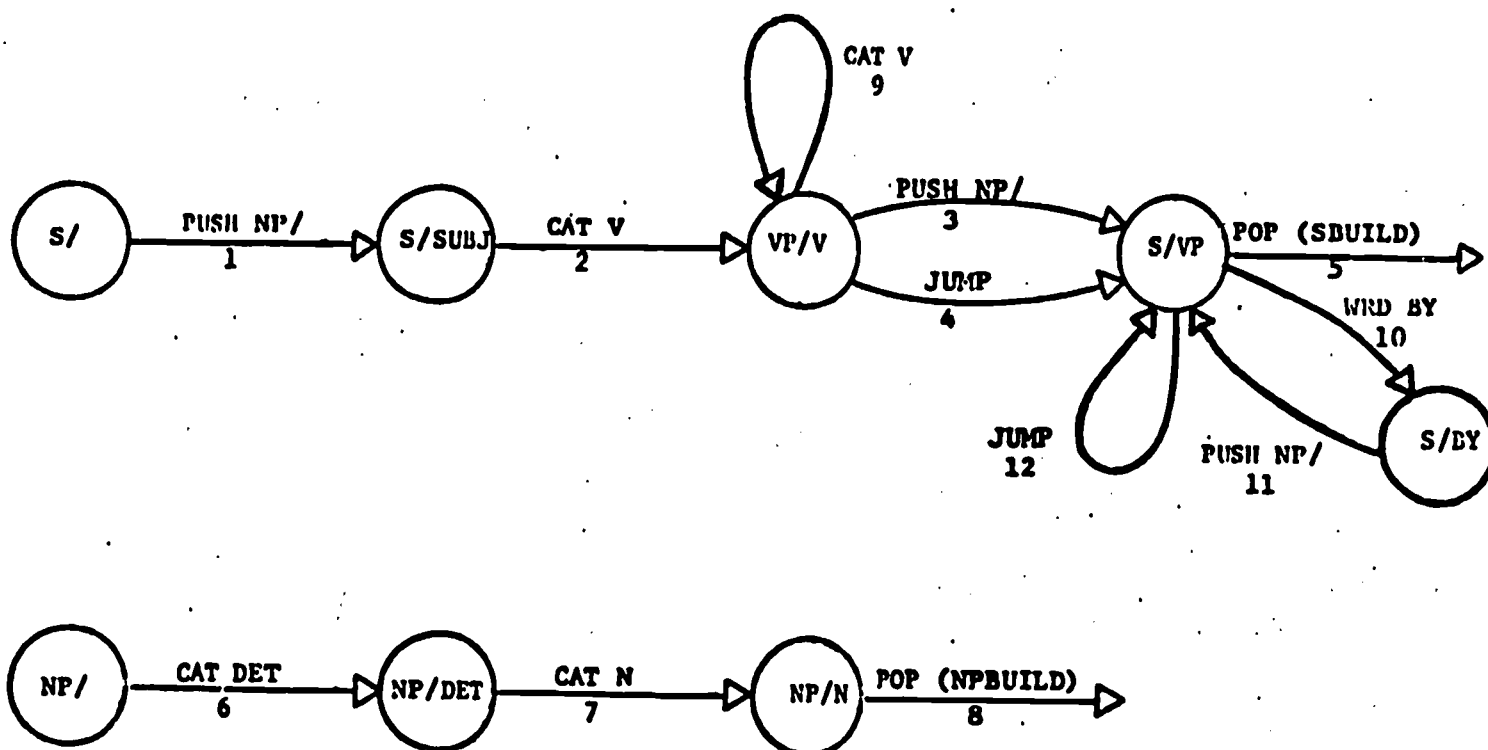 CAT V
9
S/
PUSH NP/
1
S/SUBJ
CAT V
2
VP/V
PUSH NP/
3
JUMP
4
S/VP
POP (SBUILD)
5
WRD BY
10
S/BY
JUMP
12
PUSH NP/
11
NP/
CAT DET
6
NP/DET
CAT N
7
NP/N
POP (NPBUILD)
8